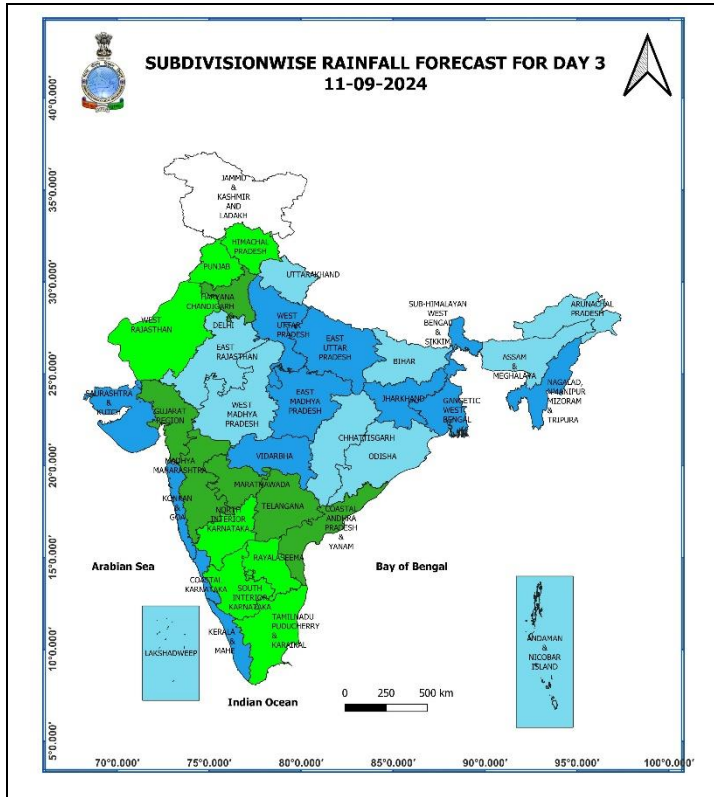 SUBDIVISIONWISE RAINFALL FORECAST FOR DAY 3
11-09-2024
40°0.000'
35°0.000'
30°0.000'
25°0.000'
20°0.000'
15°0.000'
10°0.000'
5°0.000'
JAMMU
&
KASHMIR
AND
LADAKH
HIMACHAL
PRADESH
PUNJAB
UTTARAKHAND
HARYANA
CHANDIGARH
&
DELHI
WEST
RAJASTHAN
WEST
UTTAR
PRADESH
SUB-HIMALAYAN
WEST
BENGAL
&
SIKKIM
ARUNACHAL
PRADESH
EAST
RAJASTHAN
EAST
UTTAR
PRADESH
BIHAR
ASSAM
&
MEGHALAYA
SAURASHTRA
&
KUTCH
GUJARAT
REGION
WEST
MADHYA
PRADESH
EAST
MADHYA
PRADESH
JHARKHAND
GANGETIC
WEST
BENGAL
MIZORAM
&
TRIPURA
CHHATTISGARH
ODISHA
VIDARBHA
MADHYA
MAHARASHTRA
MARATHAWADA
KONKAN
&
GOA
TELANGANA
NORTH
INTERIOR
KARNATAKA
COASTAL
ANDHRA
PRADESH
&
YANAM
RAYALASEEMA
Arabian Sea
Bay of Bengal
COASTAL
KARNATAKA
SOUTH
INTERIOR
KARNATAKA
TAMILNADU
PUDUCHERRY
&
KARAIKAL
KERALA
&
MAHE
LAKSHADWEEP
ANDAMAN
&
NICOBAR
ISLAND
Indian Ocean
0 250 500 km
70°0.000' 75°0.000' 80°0.000' 85°0.000' 90°0.000' 95°0.000' 100°0.000'